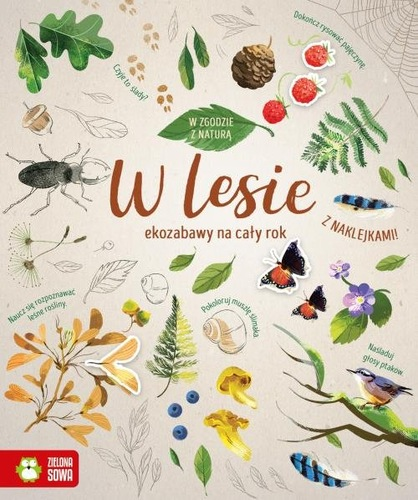 Dokończ rysować pajęczynę.
Czyje to ślady?
W ZGODZIE
Z NATURĄ
W lesie
ekozabawy na cały rok
Z NAKLEJKAMI!
Naucz się rozpoznawać
leśne rośliny.
Pokoloruj muszlę ślimaka.
Naśladuj
głosy ptaków.
ZIELONA
SOWA